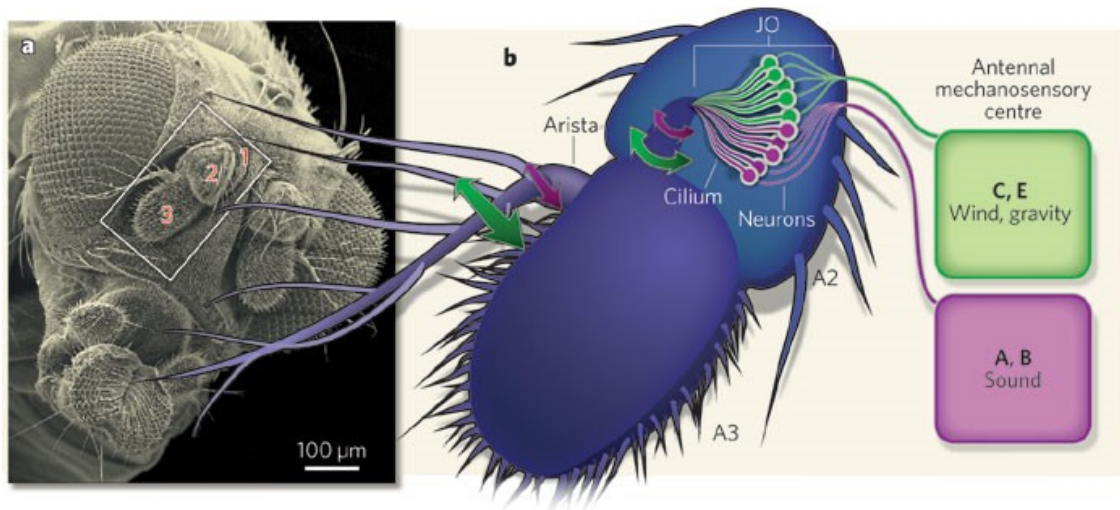 a
1
2
3
100 µm
b
JO
Arista
Cilium
Neurons
A2
A3
Antennal
mechanosensory
centre
C, E
Wind, gravity
A, B
Sound